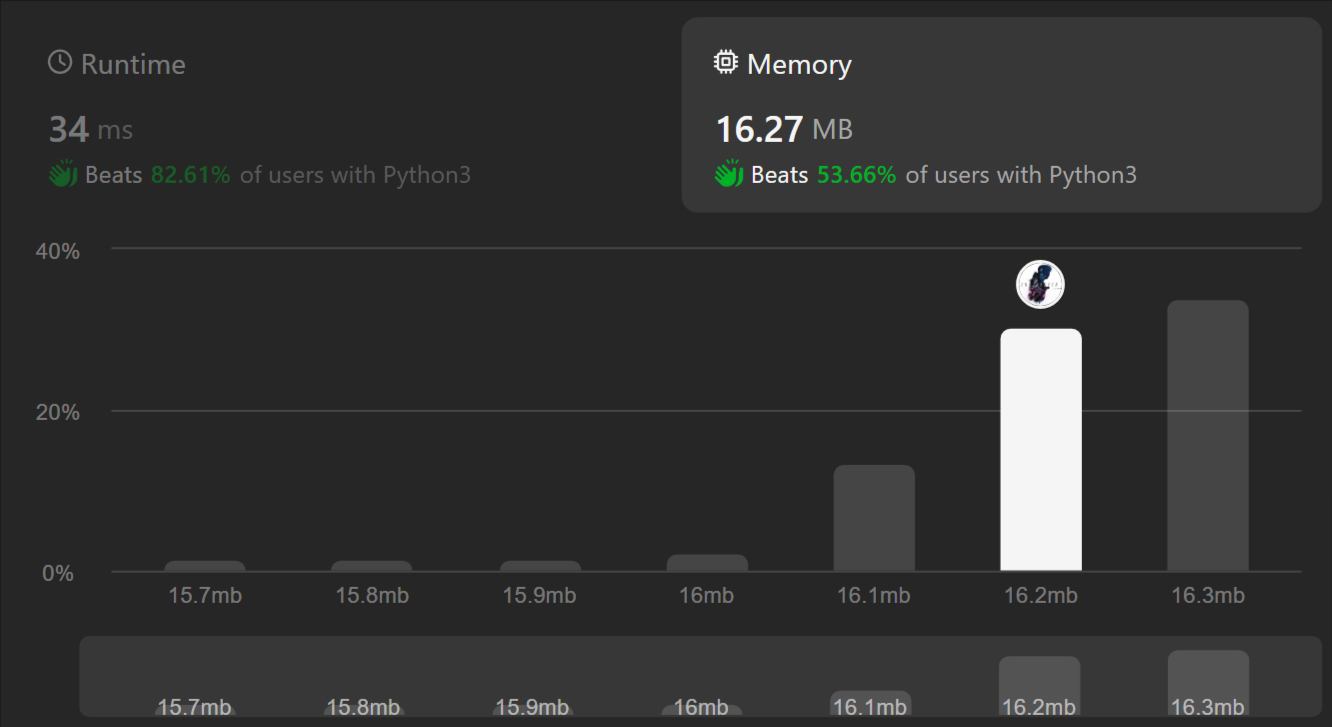 Runtime
34 ms
Beats 82.61% of users with Python3
Memory
16.27 MB
Beats 53.66% of users with Python3
40%
20%
0%
15.7mb 15.8mb 15.9mb 16mb 16.1mb 16.2mb 16.3mb
15.7mb 15.8mb 15.9mb 16mb 16.1mb 16.2mb 16.3mb